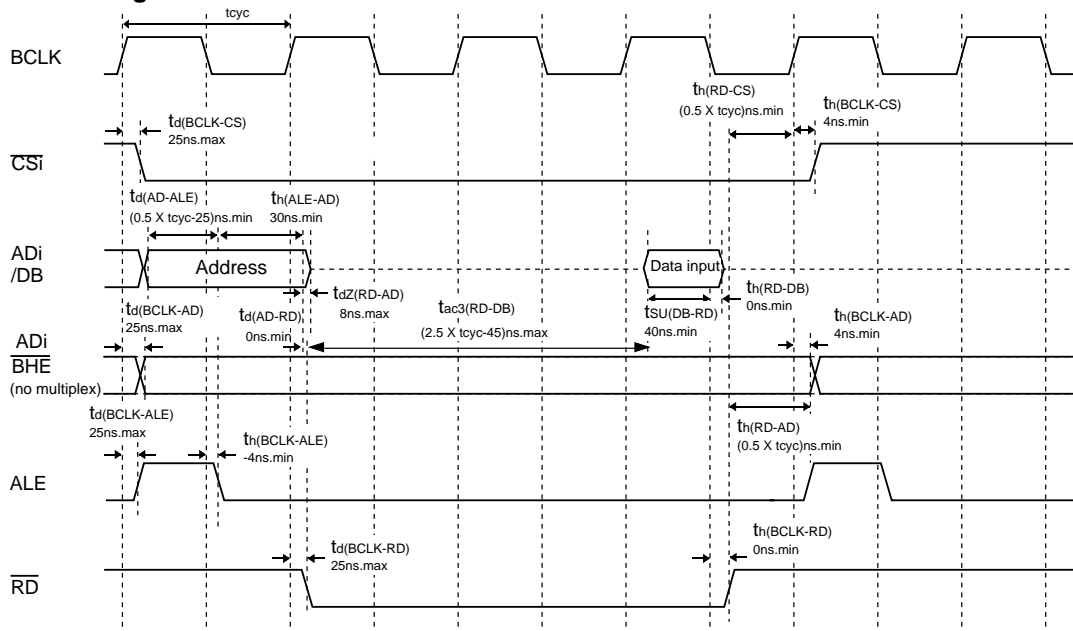 tcyc
BCLK
td(BCLK-CS)
25ns.max
th(RD-CS)
(0.5 X tcyc)ns.min
th(BCLK-CS)
4ns.min
CSi
td(AD-ALE)
(0.5 X tcyc-25)ns.min
th(ALE-AD)
30ns.min
ADi
/DB
Address
Data input
td(BCLK-AD)
25ns.max
td(AD-RD)
0ns.min
tdZ(RD-AD)
8ns.max
tac3(RD-DB)
(2.5 X tcyc-45)ns.max
tSU(DB-RD)
40ns.min
th(RD-DB)
0ns.min
th(BCLK-AD)
4ns.min
ADi
BHE
(no multiplex)
td(BCLK-ALE)
25ns.max
th(BCLK-ALE)
-4ns.min
th(RD-AD)
(0.5 X tcyc)ns.min
ALE
td(BCLK-RD)
25ns.max
th(BCLK-RD)
0ns.min
RD